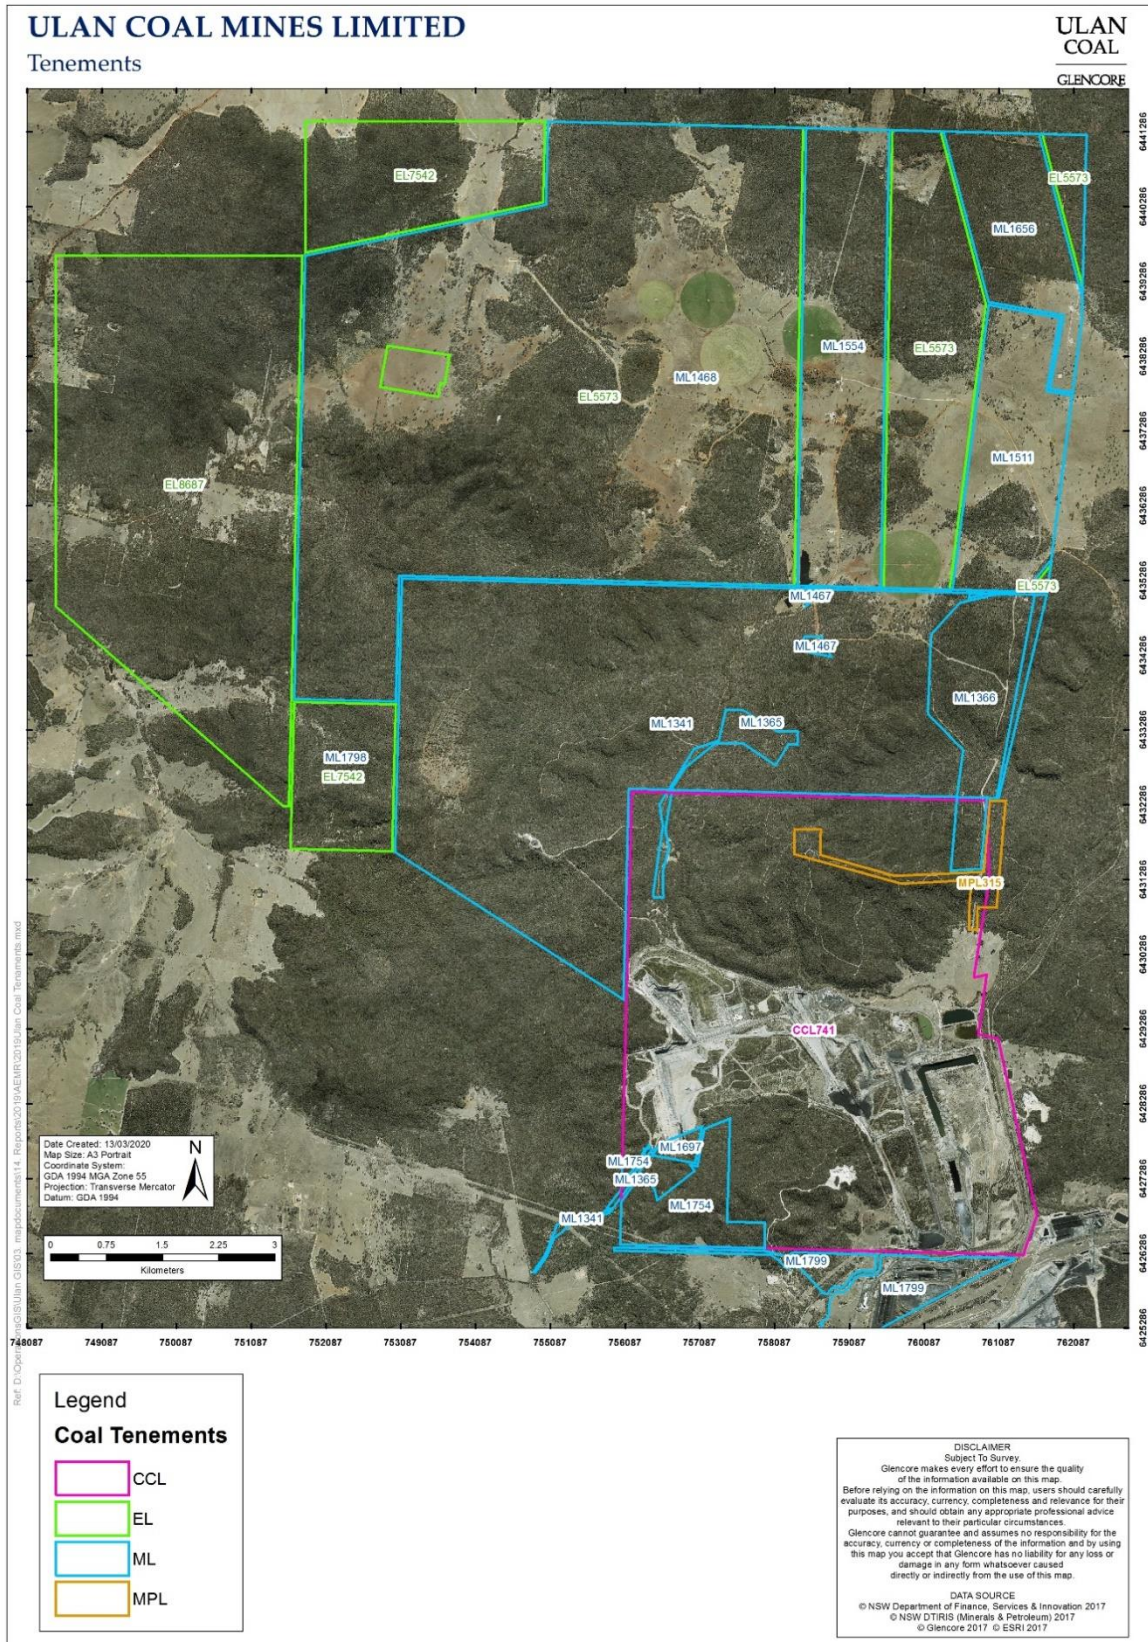 ULAN COAL MINES LIMITED
Tenements
ULAN
COAL
GLENCORE
EL7542
EL5573
ML1656
ML1554
EL5573
ML1468
EL5573
ML1511
EL8687
EL5573
ML1467
ML1467
ML1366
ML1341
ML1365
ML1798
EL7542
MPL315
CCL741
ML1697
ML1754
ML1365
ML1754
ML1341
ML1799
ML1799
6441286
6440286
6439286
6438286
6437286
6436286
6435286
6434286
6433286
6432286
6431286
6430286
6429286
6428286
6427286
6426286
6425286
Date Created: 13/03/2020
Map Size: A3 Portrait
Coordinate System:
GDA 1994 MGA Zone 55
Projection: Transverse Mercator
Datum: GDA 1994
N
0 0.75 1.5 2.25 3
Kilometers
748087 749087 750087 751087 752087 753087 754087 755087 756087 757087 758087 759087 760087 761087 762087
Legend
Coal Tenements
CCL
EL
ML
MPL
DISCLAIMER
Subject To Survey.
Glencore makes every effort to ensure the quality
of the information available on this map.
Before relying on the information on this map, users should carefully
evaluate its accuracy, currency, completeness and relevance for their
purposes, and should obtain any appropriate professional advice
relevant to their particular circumstances.
Glencore cannot guarantee and assumes no responsibility for the
accuracy, currency or completeness of the information and by using
this map you accept that Glencore has no liability for any loss or
damage in any form whatsoever caused
directly or indirectly from the use of this map.
DATA SOURCE
© NSW Department of Finance, Services & Innovation 2017
© NSW DTIRIS (Minerals & Petroleum) 2017
© Glencore 2017 © ESRI 2017